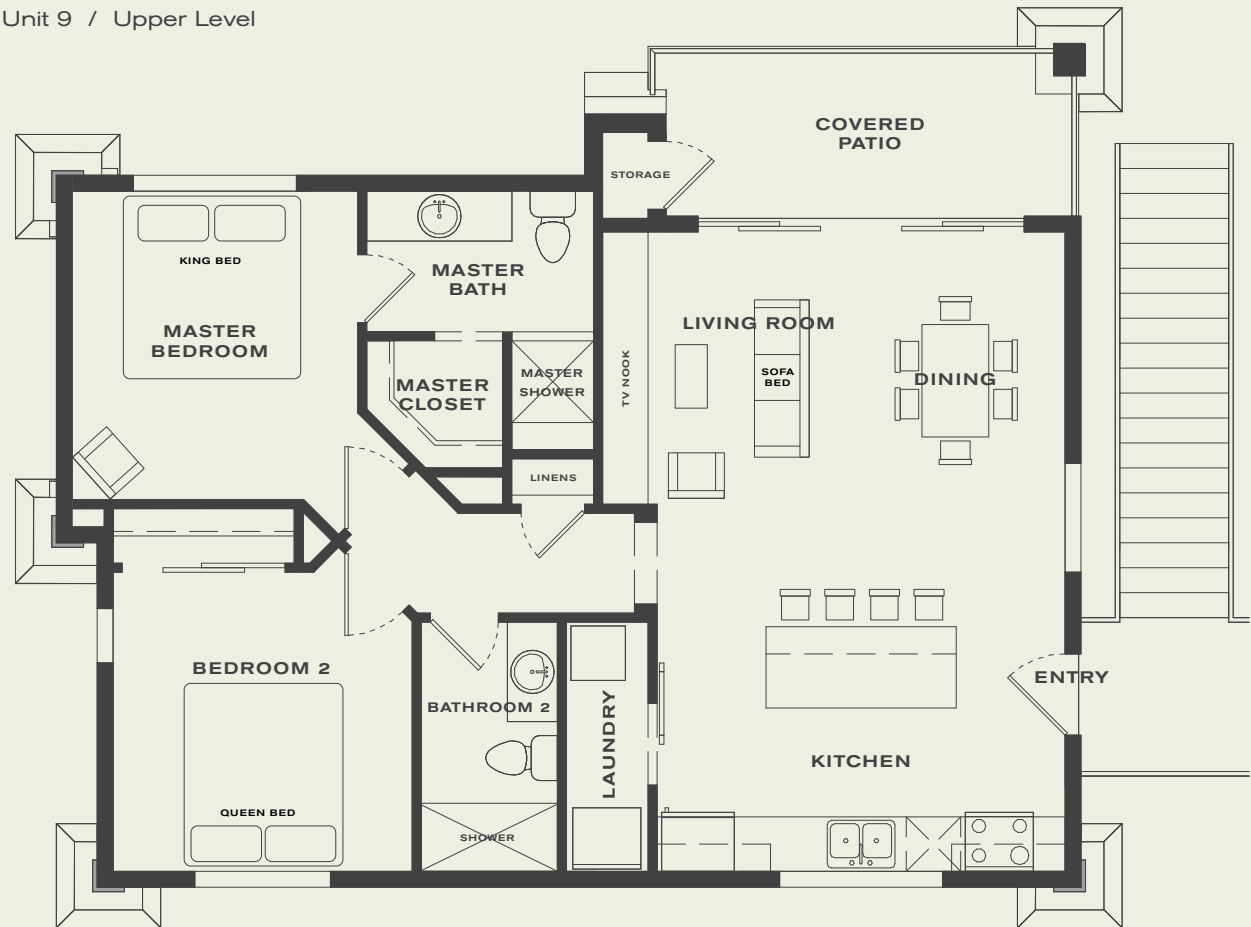 Unit 9 / Upper Level
COVERED
PATIO
STORAGE
KING BED
MASTER
BATH
MASTER
BEDROOM
LIVING ROOM
TV NOOK
SOFA
BED
DINING
MASTER
CLOSET
MASTER
SHOWER
LINENS
BEDROOM 2
ENTRY
BATHROOM 2
LAUNDRY
KITCHEN
QUEEN BED
SHOWER